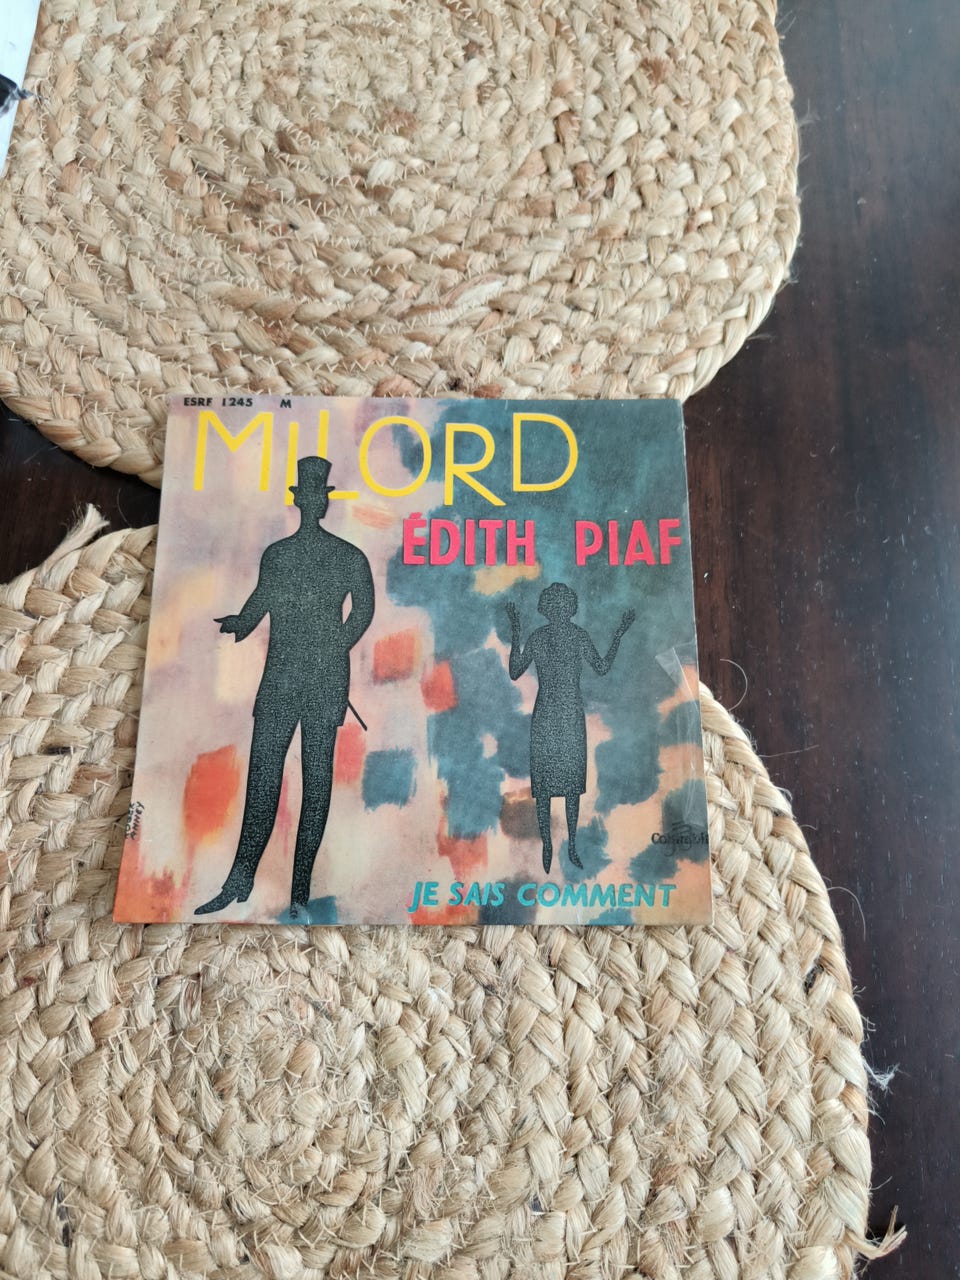 ESRF 1245 M
MILORD
ÉDITH PIAF
JE SAIS COMMENT